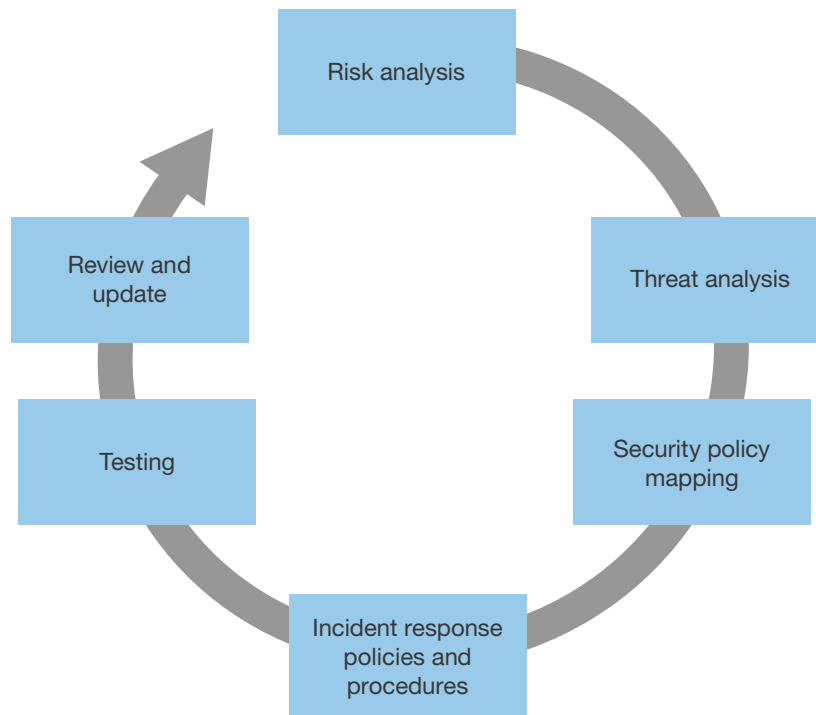 Risk analysis
Threat analysis
Security policy
mapping
Incident response
policies and
procedures
Testing
Review and
update